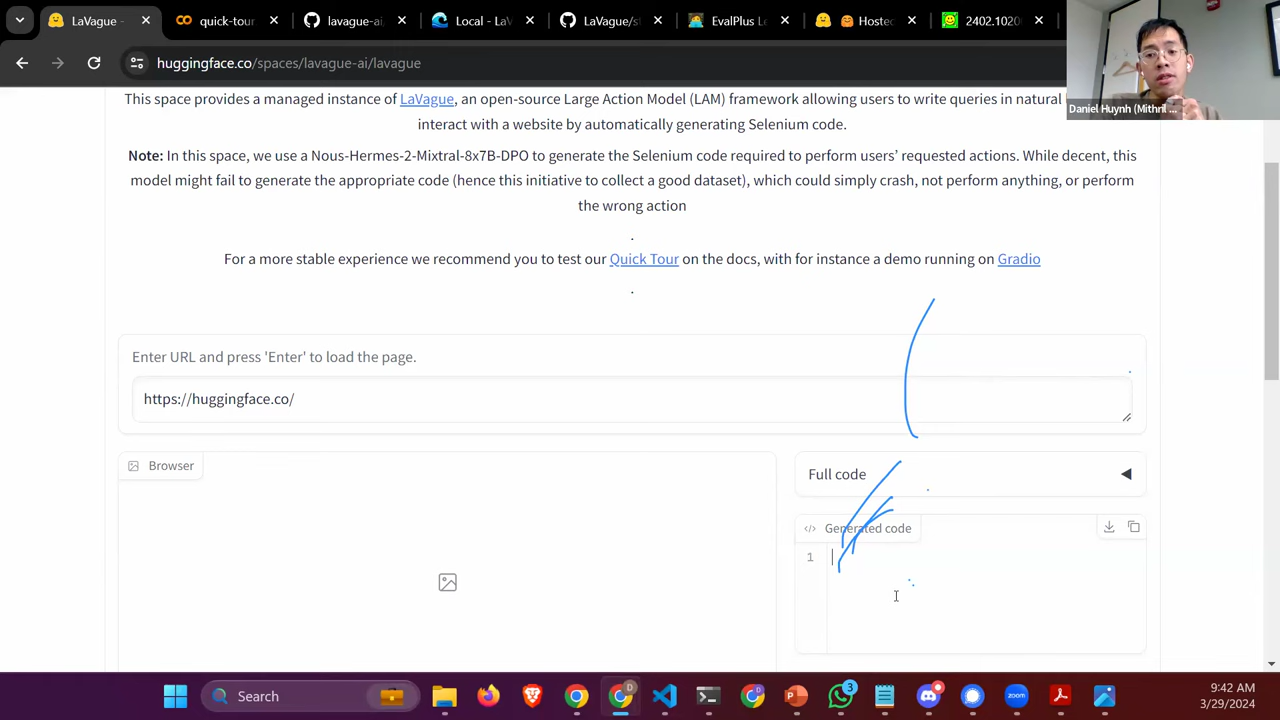 LaVague -
quick-tour
lavague-ai,
Local - LaV
LaVague/s
EvalPlus Le
Hosted
2402.1020
huggingface.co/spaces/lavague-ai/lavague
Daniel Huynh (Mithril ...
This space provides a managed instance of LaVague, an open-source Large Action Model (LAM) framework allowing users to write queries in natural
interact with a website by automatically generating Selenium code.
Note: In this space, we use a Nous-Hermes-2-Mixtral-8x7B-DPO to generate the Selenium code required to perform users’ requested actions. While decent, this
model might fail to generate the appropriate code (hence this initiative to collect a good dataset), which could simply crash, not perform anything, or perform
the wrong action
.
For a more stable experience we recommend you to test our Quick Tour on the docs, with for instance a demo running on Gradio
.
Enter URL and press 'Enter' to load the page.
https://huggingface.co/
Browser
Full code
Generated code
1
Search
3
9:42 AM
3/29/2024